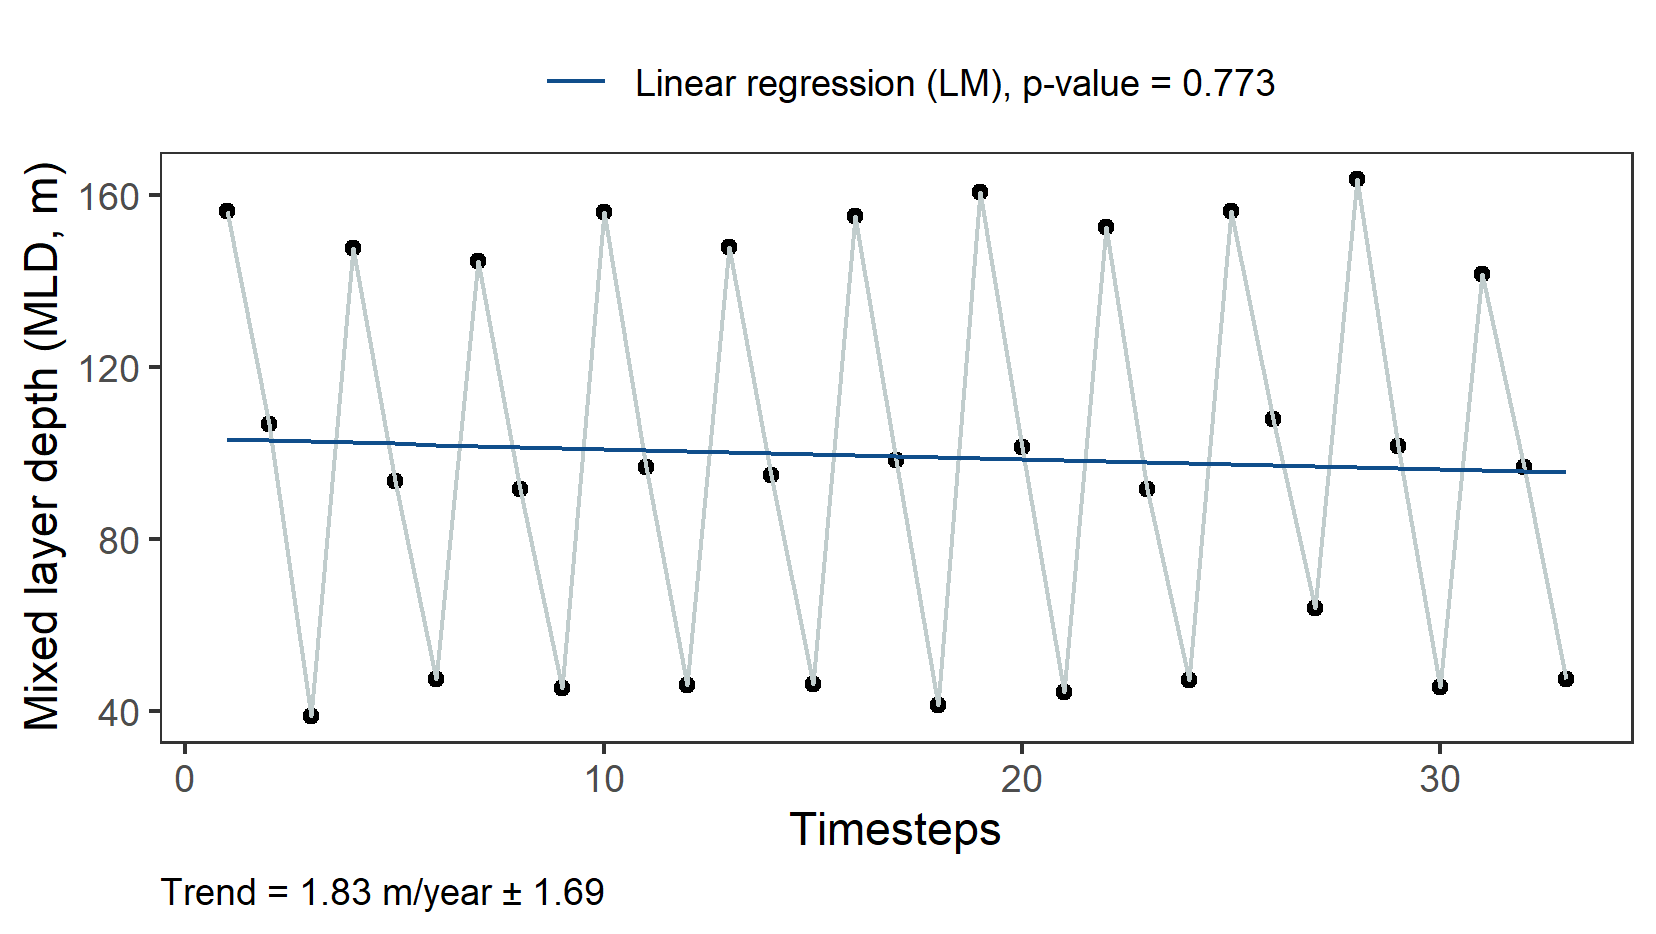 Linear regression (LM), p-value = 0.773
Mixed layer depth (MLD, m)
160
120
80
40
0
10
20
30
Timesteps
Trend = 1.83 m/year ± 1.69